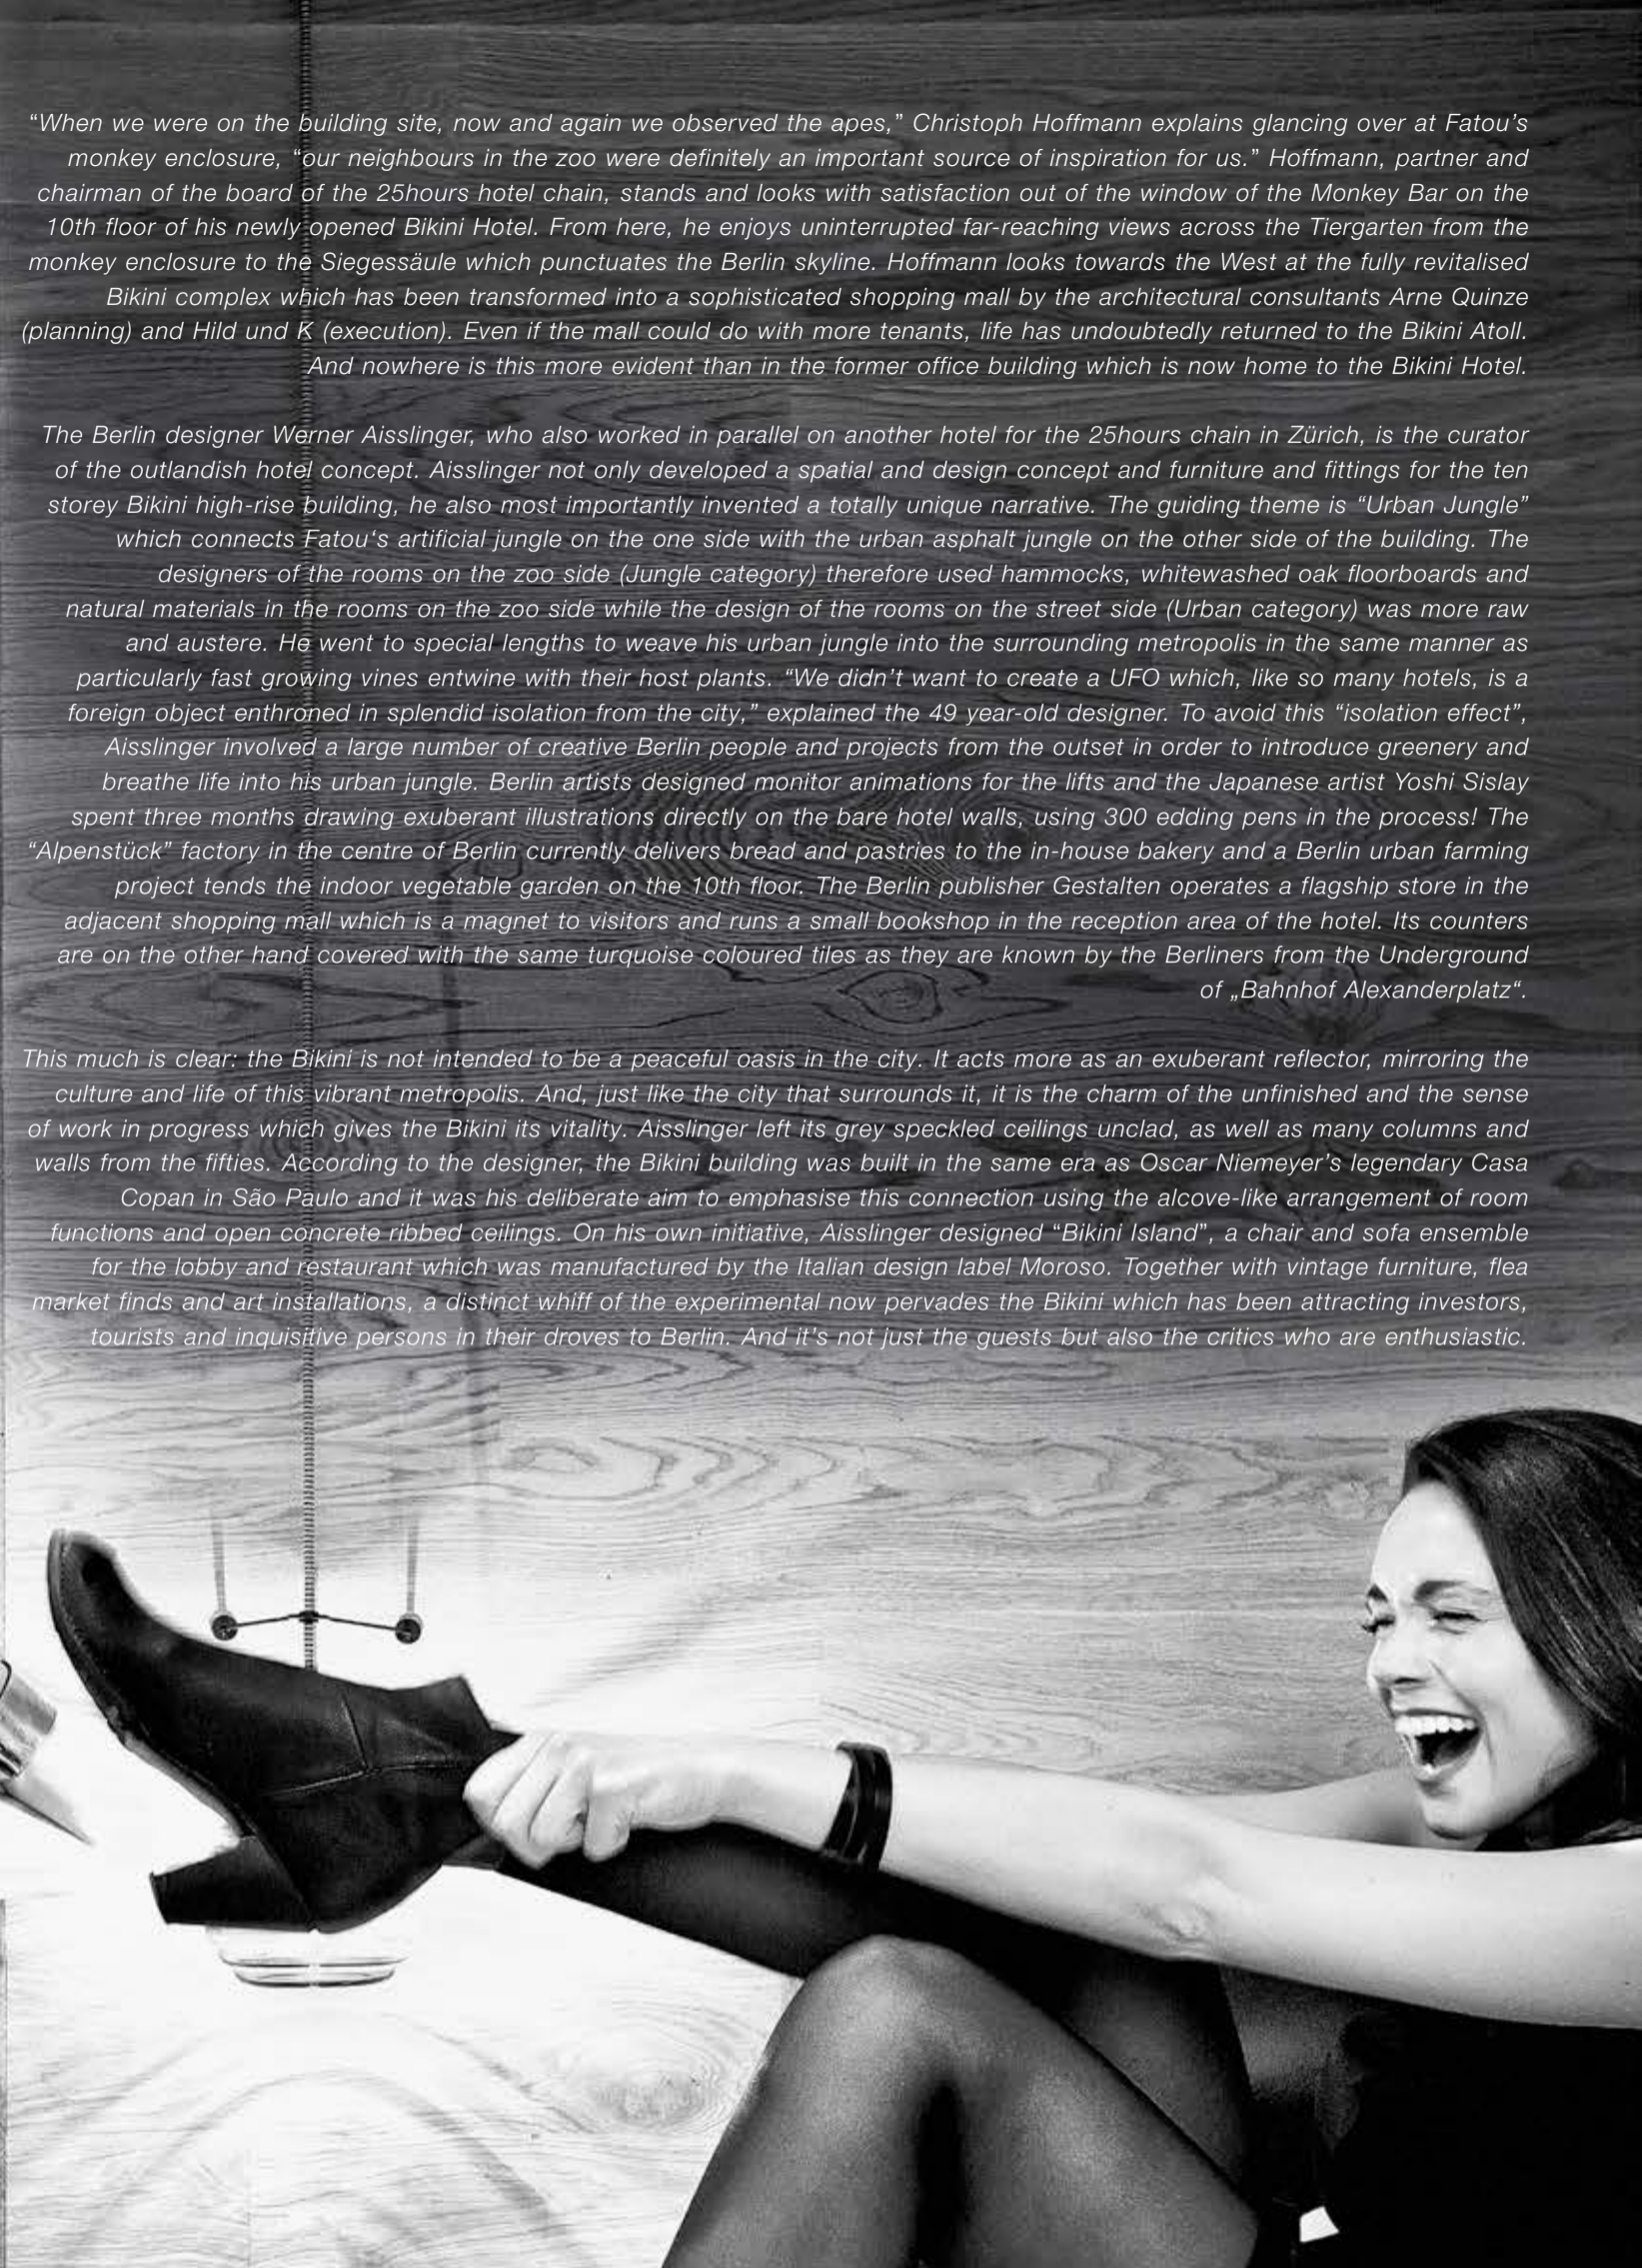 “When we were on the building site, now and again we observed the apes,” Christoph Hoffmann explains glancing over at Fatou’s
monkey enclosure, “our neighbours in the zoo were definitely an important source of inspiration for us.” Hoffmann, partner and
chairman of the board of the 25hours hotel chain, stands and looks with satisfaction out of the window of the Monkey Bar on the
10th floor of his newly opened Bikini Hotel. From here, he enjoys uninterrupted far-reaching views across the Tiergarten from the
monkey enclosure to the Siegessäule which punctuates the Berlin skyline. Hoffmann looks towards the West at the fully revitalised
Bikini complex which has been transformed into a sophisticated shopping mall by the architectural consultants Arne Quinze
(planning) and Hild und K (execution). Even if the mall could do with more tenants, life has undoubtedly returned to the Bikini Atoll.
And nowhere is this more evident than in the former office building which is now home to the Bikini Hotel.

The Berlin designer Werner Aisslinger, who also worked in parallel on another hotel for the 25hours chain in Zürich, is the curator
of the outlandish hotel concept. Aisslinger not only developed a spatial and design concept and furniture and fittings for the ten
storey Bikini high-rise building, he also most importantly invented a totally unique narrative. The guiding theme is “Urban Jungle”
which connects Fatou‘s artificial jungle on the one side with the urban asphalt jungle on the other side of the building. The
designers of the rooms on the zoo side (Jungle category) therefore used hammocks, whitewashed oak floorboards and
natural materials in the rooms on the zoo side while the design of the rooms on the street side (Urban category) was more raw
and austere. He went to special lengths to weave his urban jungle into the surrounding metropolis in the same manner as
particularly fast growing vines entwine with their host plants. “We didn’t want to create a UFO which, like so many hotels, is a
foreign object enthroned in splendid isolation from the city,” explained the 49 year-old designer. To avoid this “isolation effect”,
Aisslinger involved a large number of creative Berlin people and projects from the outset in order to introduce greenery and
breathe life into his urban jungle. Berlin artists designed monitor animations for the lifts and the Japanese artist Yoshi Sislay
spent three months drawing exuberant illustrations directly on the bare hotel walls, using 300 edding pens in the process! The
“Alpenstück” factory in the centre of Berlin currently delivers bread and pastries to the in-house bakery and a Berlin urban farming
project tends the indoor vegetable garden on the 10th floor. The Berlin publisher Gestalten operates a flagship store in the
adjacent shopping mall which is a magnet to visitors and runs a small bookshop in the reception area of the hotel. Its counters
are on the other hand covered with the same turquoise coloured tiles as they are known by the Berliners from the Underground
of „Bahnhof Alexanderplatz“.

This much is clear: the Bikini is not intended to be a peaceful oasis in the city. It acts more as an exuberant reflector, mirroring the
culture and life of this vibrant metropolis. And, just like the city that surrounds it, it is the charm of the unfinished and the sense
of work in progress which gives the Bikini its vitality. Aisslinger left its grey speckled ceilings unclad, as well as many columns and
walls from the fifties. According to the designer, the Bikini building was built in the same era as Oscar Niemeyer’s legendary Casa
Copan in São Paulo and it was his deliberate aim to emphasise this connection using the alcove-like arrangement of room
functions and open concrete ribbed ceilings. On his own initiative, Aisslinger designed “Bikini Island”, a chair and sofa ensemble
for the lobby and restaurant which was manufactured by the Italian design label Moroso. Together with vintage furniture, flea
market finds and art installations, a distinct whiff of the experimental now pervades the Bikini which has been attracting investors,
tourists and inquisitive persons in their droves to Berlin. And it’s not just the guests but also the critics who are enthusiastic.